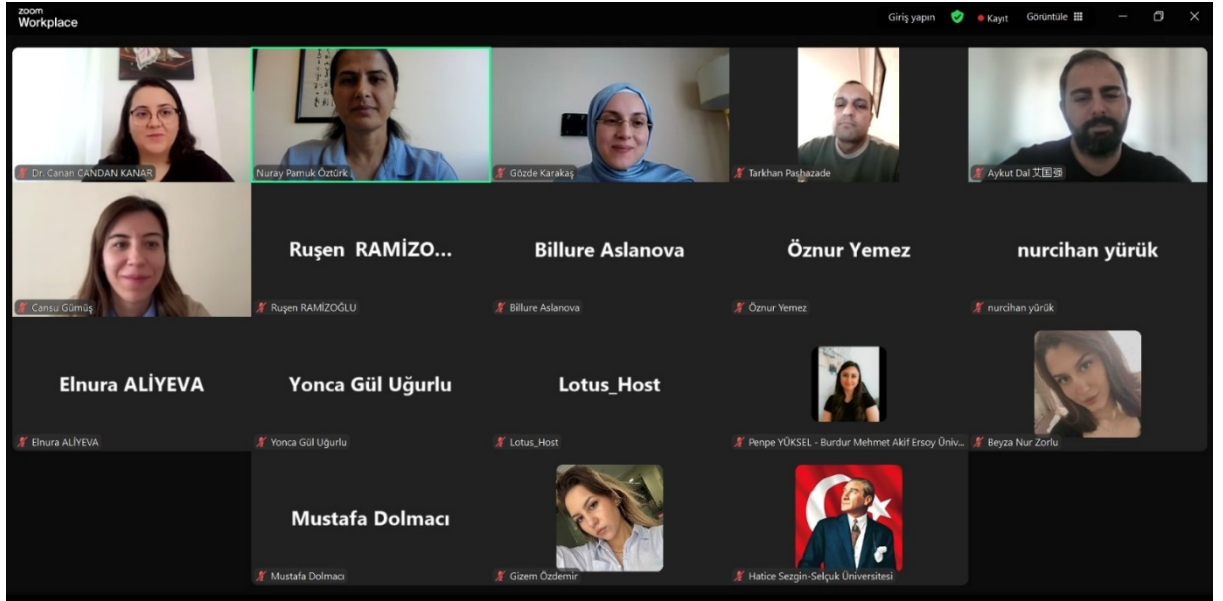 zoom
Workplace
Giriş yapın
Kayıt
Görüntüle
Dr. Canan CANDAN KANAR
Nuray Pamuk Öztürk
Gözde Karakaş
Tarkhan Pashazade
Aykut Dal 艾国强
Cansu Gümüş
Ruşen RAMİZO...
Ruşen RAMİZOĞLU
Billure Aslanova
Billure Aslanova
Öznur Yemez
Öznur Yemez
nurcihan yürük
nurcihan yürük
Elnura ALİYEVA
Elnura ALİYEVA
Yonca Gül Uğurlu
Yonca Gül Uğurlu
Lotus_Host
Lotus_Host
Penpe YÜKSEL - Burdur Mehmet Akif Ersoy Üniv...
Beyza Nur Zorlu
Mustafa Dolmacı
Mustafa Dolmacı
Gizem Özdemir
Hatice Sezgin-Selçuk Üniversitesi